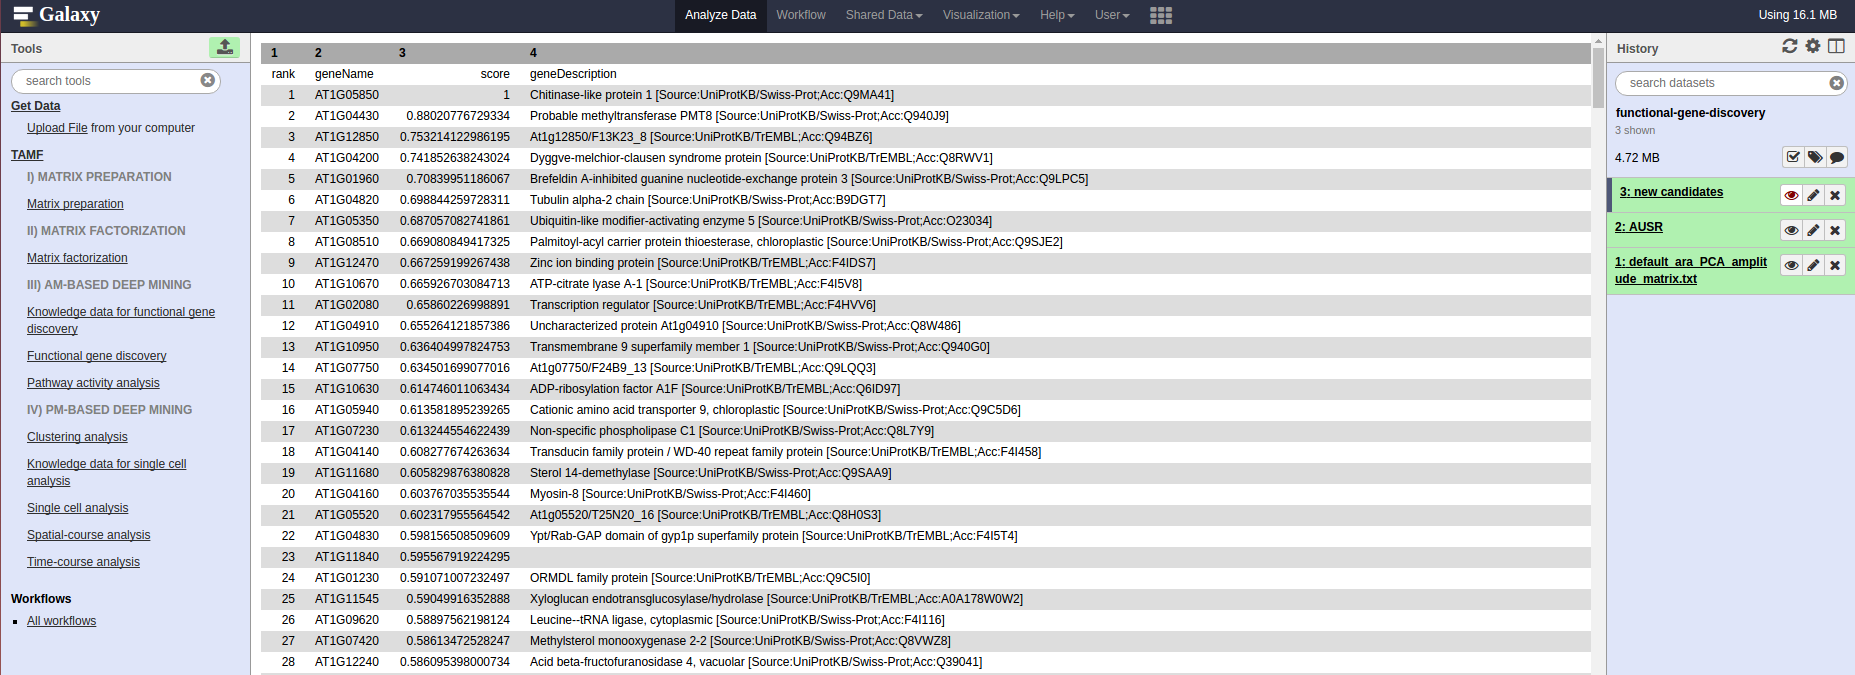 Galaxy
Analyze Data Workflow Shared Data Visualization Help User
Using 16.1 MB
Tools
search tools
Get Data
Upload File from your computer
TAMF
I) MATRIX PREPARATION
Matrix preparation
II) MATRIX FACTORIZATION
Matrix factorization
III) AM-BASED DEEP MINING
Knowledge data for functional gene
discovery
Functional gene discovery
Pathway activity analysis
IV) PM-BASED DEEP MINING
Clustering analysis
Knowledge data for single cell
analysis
Single cell analysis
Spatial-course analysis
Time-course analysis
Workflows
All workflows
1 2 3 4
rank geneName score geneDescription
1 AT1G05850 1 Chitinase-like protein 1 [Source:UniProtKB/Swiss-Prot;Acc:Q9MA41]
2 AT1G04430 0.88020776729334 Probable methyltransferase PMT8 [Source:UniProtKB/Swiss-Prot;Acc:Q940J9]
3 AT1G12850 0.753214122986195 At1g12850/F13K23_8 [Source:UniProtKB/TrEMBL;Acc:Q94BZ6]
4 AT1G04200 0.741852638243024 Dyggve-melchior-clausen syndrome protein [Source:UniProtKB/TrEMBL;Acc:Q8RWV1]
5 AT1G01960 0.70839951186067 Brefeldin A-inhibited guanine nucleotide-exchange protein 3 [Source:UniProtKB/Swiss-Prot;Acc:Q9LPC5]
6 AT1G04820 0.698844259728311 Tubulin alpha-2 chain [Source:UniProtKB/Swiss-Prot;Acc:B9DGT7]
7 AT1G05350 0.687057082741861 Ubiquitin-like modifier-activating enzyme 5 [Source:UniProtKB/Swiss-Prot;Acc:O23034]
8 AT1G08510 0.669080849417325 Palmitoyl-acyl carrier protein thioesterase, chloroplastic [Source:UniProtKB/Swiss-Prot;Acc:Q9SJE2]
9 AT1G12470 0.667259199267438 Zinc ion binding protein [Source:UniProtKB/TrEMBL;Acc:F4IDS7]
10 AT1G10670 0.665926703084713 ATP-citrate lyase A-1 [Source:UniProtKB/TrEMBL;Acc:F4I5V8]
11 AT1G02080 0.65860226998891 Transcription regulator [Source:UniProtKB/TrEMBL;Acc:F4HVV6]
12 AT1G04910 0.655264121857386 Uncharacterized protein At1g04910 [Source:UniProtKB/Swiss-Prot;Acc:Q8W486]
13 AT1G10950 0.636404997824753 Transmembrane 9 superfamily member 1 [Source:UniProtKB/Swiss-Prot;Acc:Q940G0]
14 AT1G07750 0.634501699077016 At1g07750/F24B9_13 [Source:UniProtKB/TrEMBL;Acc:Q9LQQ3]
15 AT1G10630 0.614746011063434 ADP-ribosylation factor A1F [Source:UniProtKB/TrEMBL;Acc:Q6ID97]
16 AT1G05940 0.613581895239265 Cationic amino acid transporter 9, chloroplastic [Source:UniProtKB/Swiss-Prot;Acc:Q9C5D6]
17 AT1G07230 0.613244554622439 Non-specific phospholipase C1 [Source:UniProtKB/Swiss-Prot;Acc:Q8L7Y9]
18 AT1G04140 0.608277674263634 Transducin family protein / WD-40 repeat family protein [Source:UniProtKB/TrEMBL;Acc:F4I458]
19 AT1G11680 0.605829876380828 Sterol 14-demethylase [Source:UniProtKB/Swiss-Prot;Acc:Q9SAA9]
20 AT1G04160 0.603767035535544 Myosin-8 [Source:UniProtKB/Swiss-Prot;Acc:F4I460]
21 AT1G05520 0.602317955564542 At1g05520/T25N20_16 [Source:UniProtKB/TrEMBL;Acc:Q8H0S3]
22 AT1G04830 0.598156508509609 Ypt/Rab-GAP domain of gyp1p superfamily protein [Source:UniProtKB/TrEMBL;Acc:F4I5T4]
23 AT1G11840 0.595567919224295
24 AT1G01230 0.591071007232497 ORMDL family protein [Source:UniProtKB/TrEMBL;Acc:Q9C5I0]
25 AT1G11545 0.59049916352888 Xyloglucan endotransglucosylase/hydrolase [Source:UniProtKB/TrEMBL;Acc:A0A178W0W2]
26 AT1G09620 0.58897562198124 Leucine--tRNA ligase, cytoplasmic [Source:UniProtKB/Swiss-Prot;Acc:F4I116]
27 AT1G07420 0.58613472528247 Methylsterol monooxygenase 2-2 [Source:UniProtKB/Swiss-Prot;Acc:Q8VWZ8]
28 AT1G12240 0.586095398000734 Acid beta-fructofuranosidase 4, vacuolar [Source:UniProtKB/Swiss-Prot;Acc:Q39041]
History
search datasets
functional-gene-discovery
3 shown
4.72 MB
3: new candidates
2: AUSR
1: default_ara_PCA_amplit
ude_matrix.txt